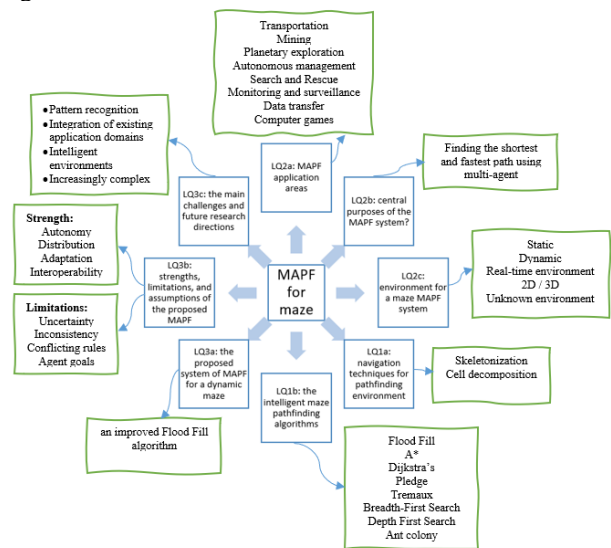 Transportation
Mining
Planetary exploration
Autonomous management
Search and Rescue
Monitoring and surveillance
Data transfer
Computer games
•Pattern recognition
•Integration of existing
application domains
•Intelligent
environments
•Increasingly complex
LQ3c: the main
challenges and
future research
directions
LQ2a: MAPF
application
areas
LQ2b: central
purposes of the
MAPF system?
Finding the shortest
and fastest path using
multi-agent
Strength:
Autonomy
Distribution
Adaptation
Interoperability
LQ3b:
strengths,
limitations, and
assumptions of
the proposed
MAPF
MAPF
for
maze
LQ2c:
environment for
a maze MAPF
system
Static
Dynamic
Real-time environment
2D / 3D
Unknown environment
Limitations:
Uncertainty
Inconsistency
Conflicting rules
Agent goals
LQ3a: the
proposed
system of MAPF
for a dynamic
maze
LQ1b: the
intelligent maze
pathfinding
algorithms
LQ1a:
navigation
techniques for
pathfinding
environment
Skeletonization
Cell decomposition
an improved Flood Fill
algorithm
Flood Fill
A*
Dijkstra's
Pledge
Tremaux
Breadth-First Search
Depth First Search
Ant colony